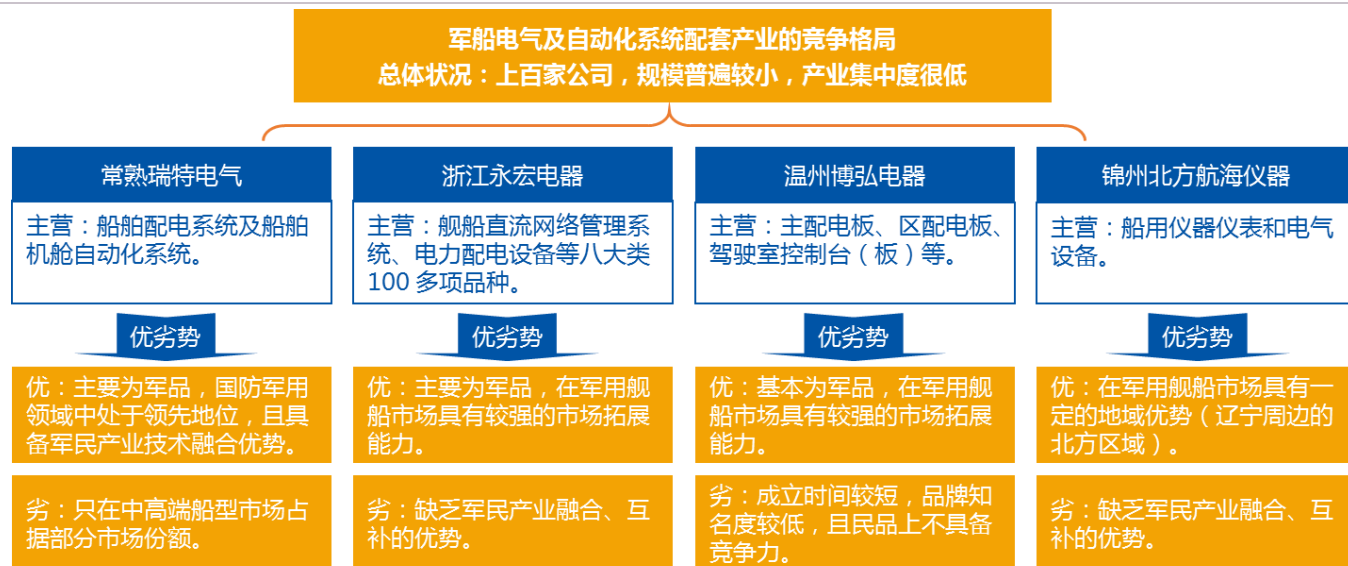 军船电气及自动化系统配套产业的竞争格局
总体状况：上百家公司，规模普遍较小，产业集中度很低
常熟瑞特电气
主营：船舶配电系统及船舶
机舱自动化系统。
优劣势
优：主要为军品，国防军用
领域中处于领先地位，且具
备军民产业技术融合优势。
劣：只在中高端船型市场占
据部分市场份额。
浙江永宏电器
主营：舰船直流网络管理系
统、电力配电设备等八大类
100 多项品种。
优劣势
优：主要为军品，在军用舰
船市场具有较强的市场拓展
能力。
劣：缺乏军民产业融合、互
补的优势。
温州博弘电器
主营：主配电板、区配电板、
驾驶室控制台（板）等。
优劣势
优：基本为军品，在军用舰
船市场具有较强的市场拓展
能力。
劣：成立时间较短，品牌知
名度较低，且民品上不具备
竞争力。
锦州北方航海仪器
主营：船用仪器仪表和电气
设备。
优劣势
优：在军用舰船市场具有一
定的地域优势（辽宁周边的
北方区域）。
劣：缺乏军民产业融合、互
补的优势。